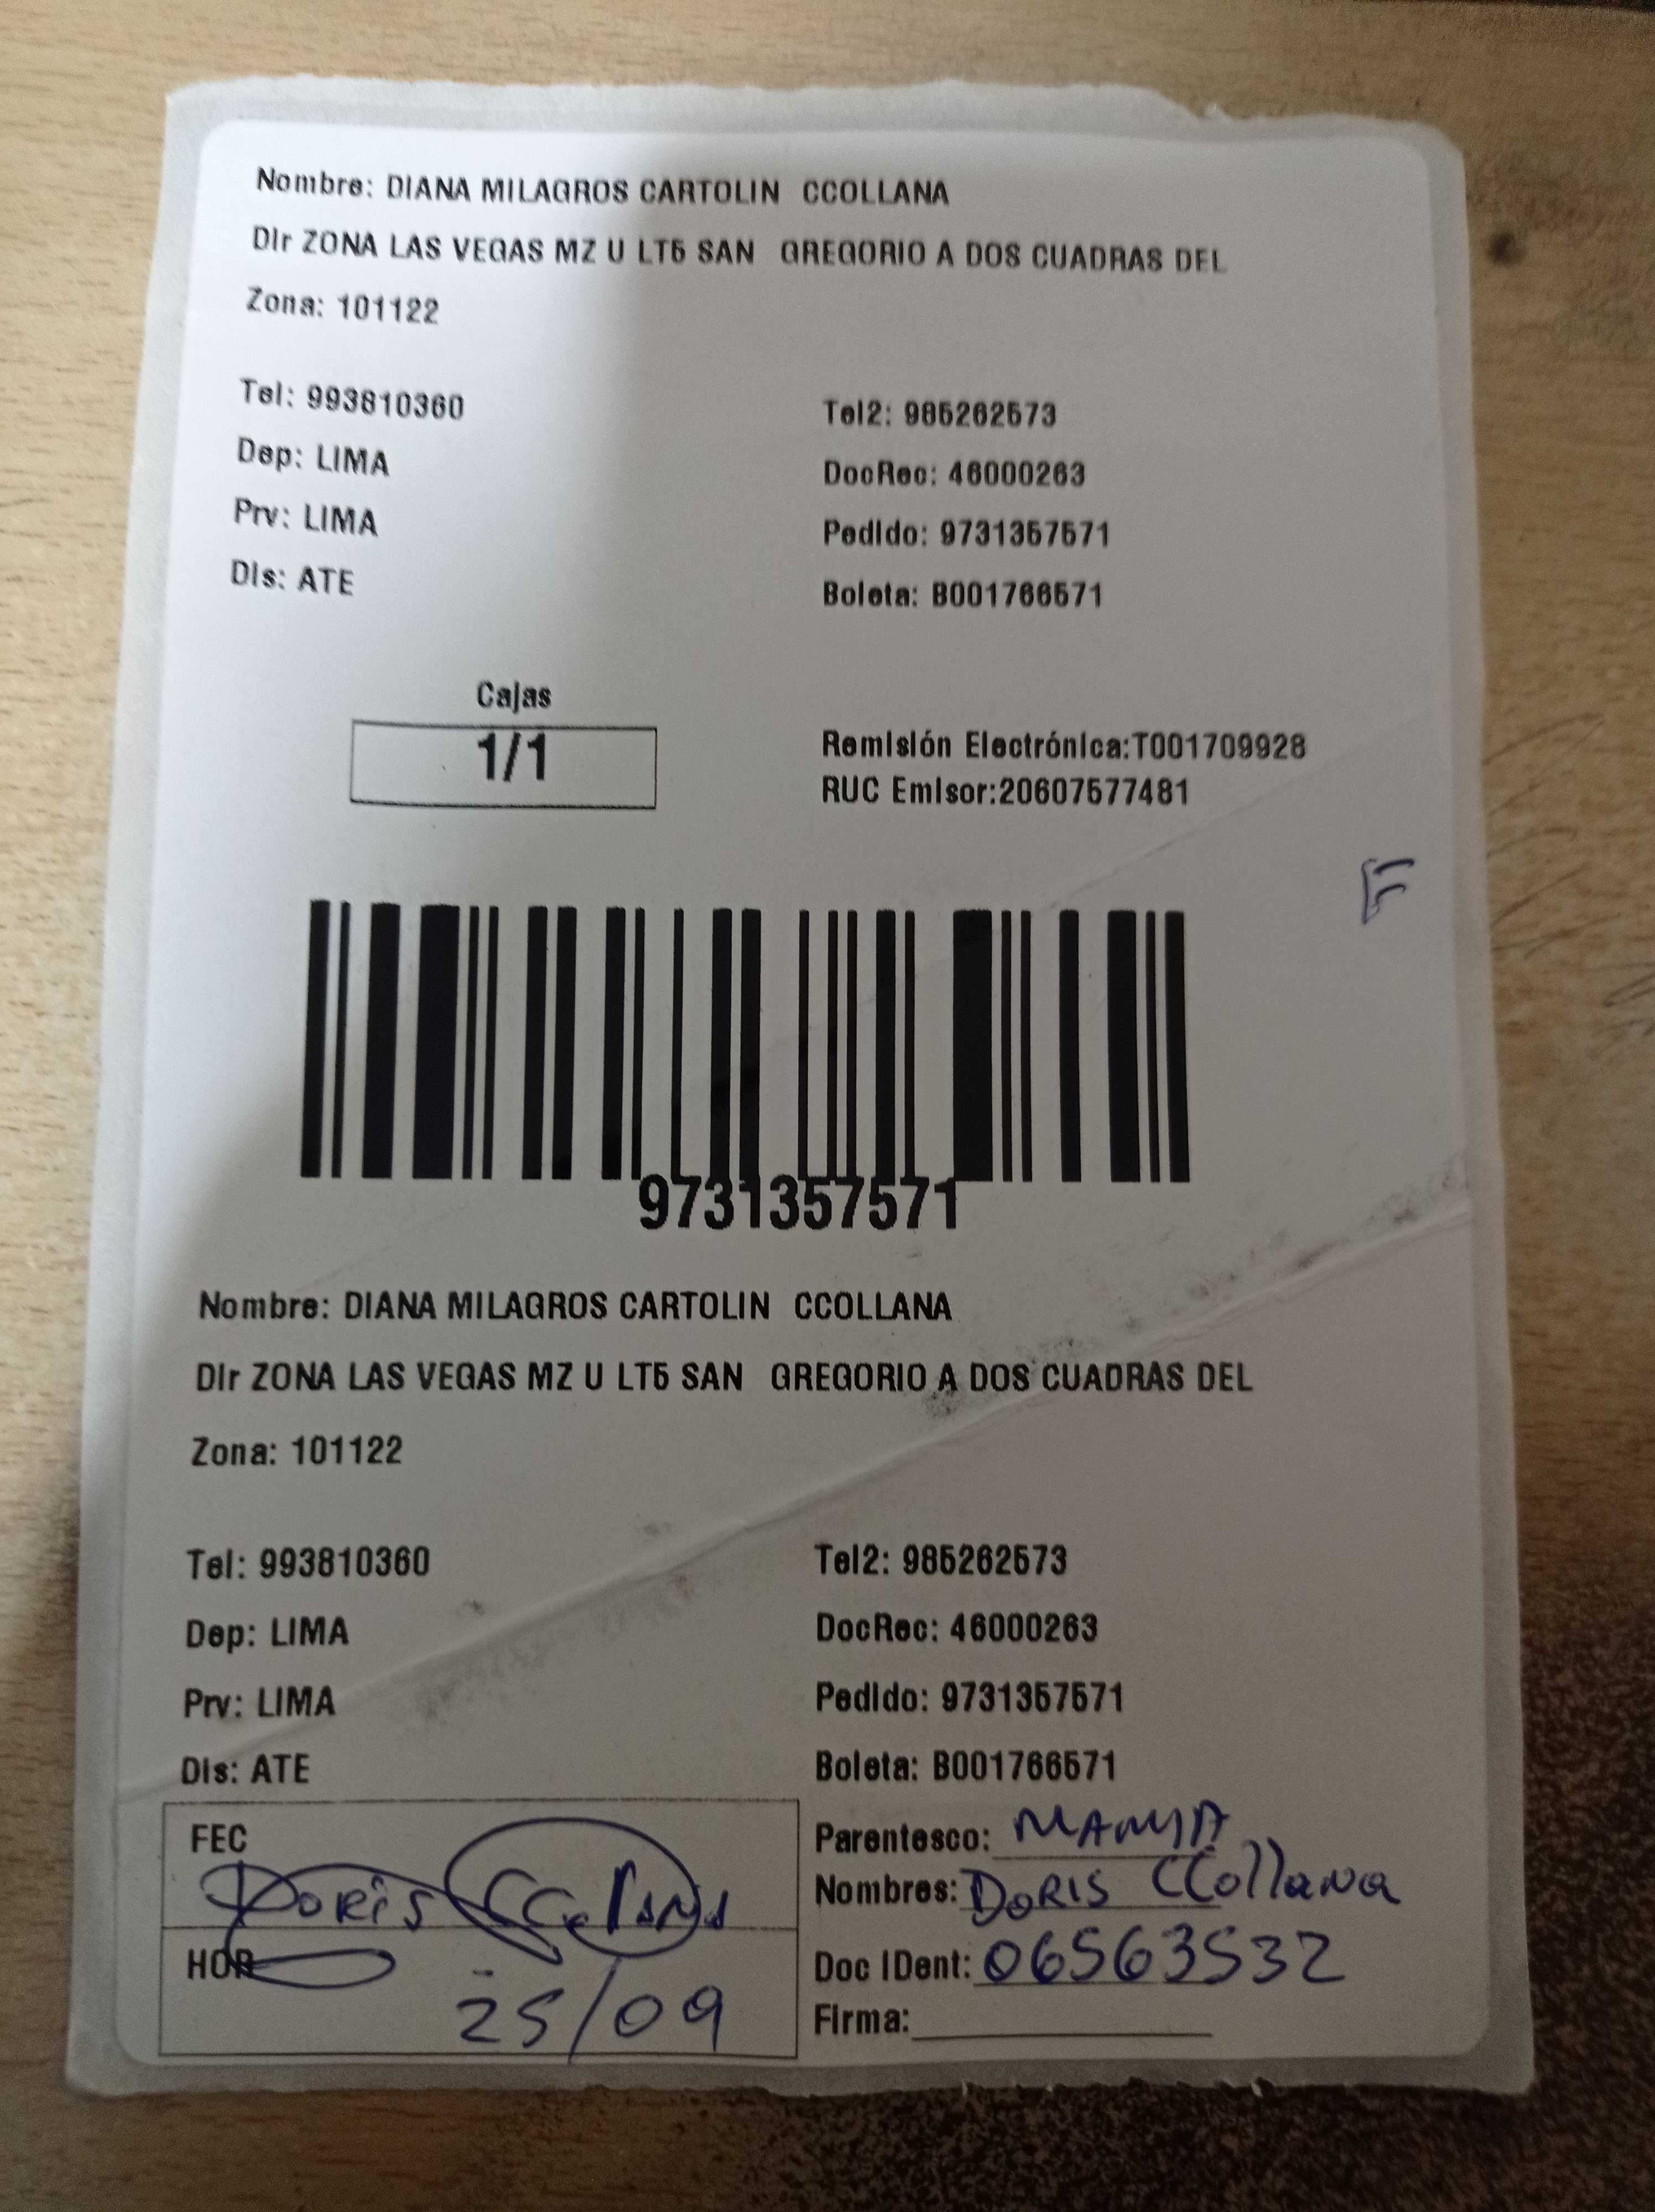 Nombre: DIANA MILAGROS CARTOLIN CCOLLANA
Dir ZONA LAS VEGAS MZ U LT5 SAN GREGORIO A DOS CUADRAS DEL
Zona: 101122
Tel: 993810360 Tel2: 985262573
Dep: LIMA DocRec: 46000263
Prv: LIMA Pedido: 9731357571
Dis: ATE Boleta: B001766571
Cajas
1/1
Remisión Electrónica:T001709928
RUC Emisor:20607577481
F
9731357571
Nombre: DIANA MILAGROS CARTOLIN CCOLLANA
Dir ZONA LAS VEGAS MZ U LT5 SAN GREGORIO A DOS CUADRAS DEL
Zona: 101122
Tel: 993810360 Tel2: 985262573
Dep: LIMA DocRec: 46000263
Prv: LIMA Pedido: 9731357571
Dis: ATE Boleta: B001766571
FEC Parentesco: MAMA
Doris Ccollana Nombres: DORIS CCollana
HOR Doc IDent: 06563532
25/09 Firma: